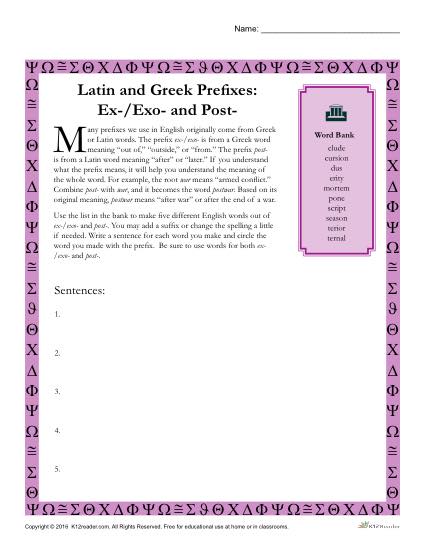 Name:
Latin and Greek Prefixes:
Ex-/Exo- and Post-
Many prefixes we use in English originally come from Greek
or Latin words. The prefix ex-/exo- is from a Greek word
meaning “out of,” “outside,” or “from.” The prefix post-
is from a Latin word meaning “after” or “later.” If you understand
what the prefix means, it will help you understand the meaning of
the whole word. For example, the root war means “armed conflict.”
Combine post- with war, and it becomes the word postwar. Based on its
original meaning, postwar means “after war” or after the end of a war.
Use the list in the bank to make five different English words out of
ex-/exo- and post-. You may add a suffix or change the spelling a little
if needed. Write a sentence for each word you make and circle the
word you made with the prefix. Be sure to use words for both ex-
/exo- and post-.
Word Bank
clude
cursion
dus
erity
mortem
pone
script
season
terior
ternal
Sentences:
1.
2.
3.
4.
5.
Copyright © 2016 K12reader.com. All Rights Reserved. Free for educational use at home or in classrooms.
K12Reader